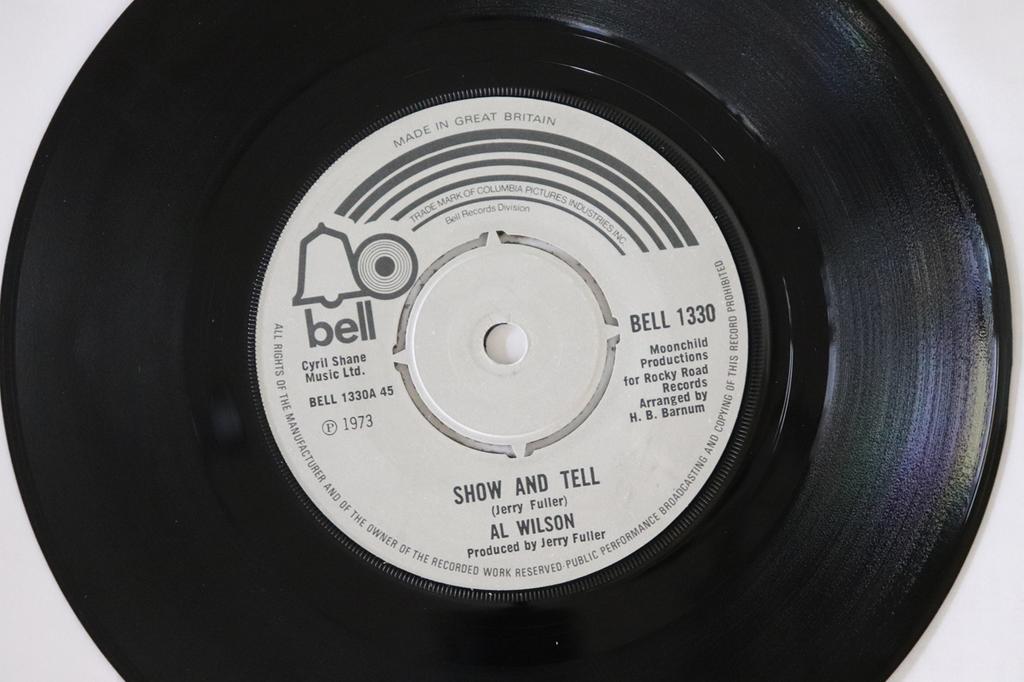 MADE IN GREAT BRITAIN
TRADE MARK OF COLUMBIA PICTURES INDUSTRIES, INC.
Bell Records Division
bell
Cyril Shane
Music Ltd.
BELL 1330A 45
Ⓟ 1973
BELL 1330
Moonchild
Productions
for Rocky Road
Records
Arranged by
H. B. Barnum
SHOW AND TELL
(Jerry Fuller)
AL WILSON
Produced by Jerry Fuller
ALL RIGHTS OF THE MANUFACTURER AND OF THE OWNER OF THE RECORDED WORK RESERVED·PUBLIC PERFORMANCE BROADCASTING AND COPYING OF THIS RECORD PROHIBITED